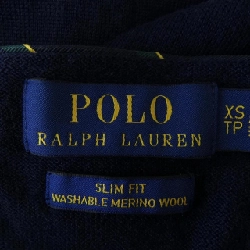 POLO
RALPH LAUREN
XS
TP
SLIM FIT
WASHABLE MERINO WOOL